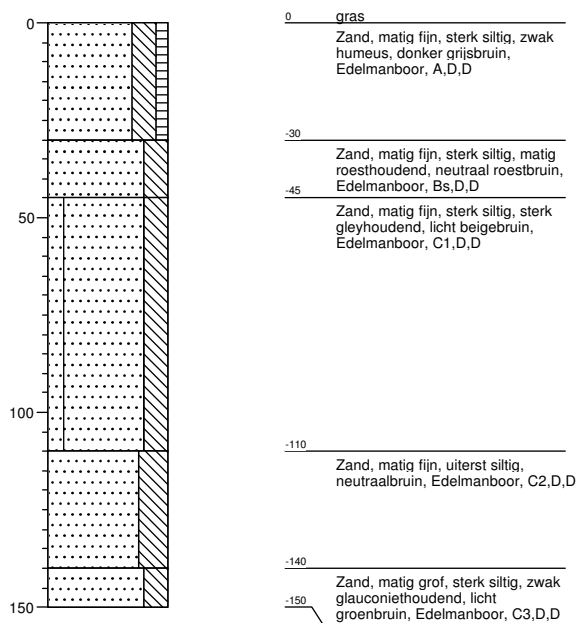 0
0 gras
Zand, matig fijn, sterk siltig, zwak
humeus, donker grijsbruin,
Edelmanboor, A,D,D
-30
Zand, matig fijn, sterk siltig, matig
roesthoudend, neutraal roestbruin,
Edelmanboor, Bs,D,D
-45
Zand, matig fijn, sterk siltig, sterk
gleyhoudend, licht beigebruin,
Edelmanboor, C1,D,D
50
100
-110
Zand, matig fijn, uiterst siltig,
neutraalbruin, Edelmanboor, C2,D,D
-140
Zand, matig grof, sterk siltig, zwak
glauconiethoudend, licht
groenbruin, Edelmanboor, C3,D,D
-150
150